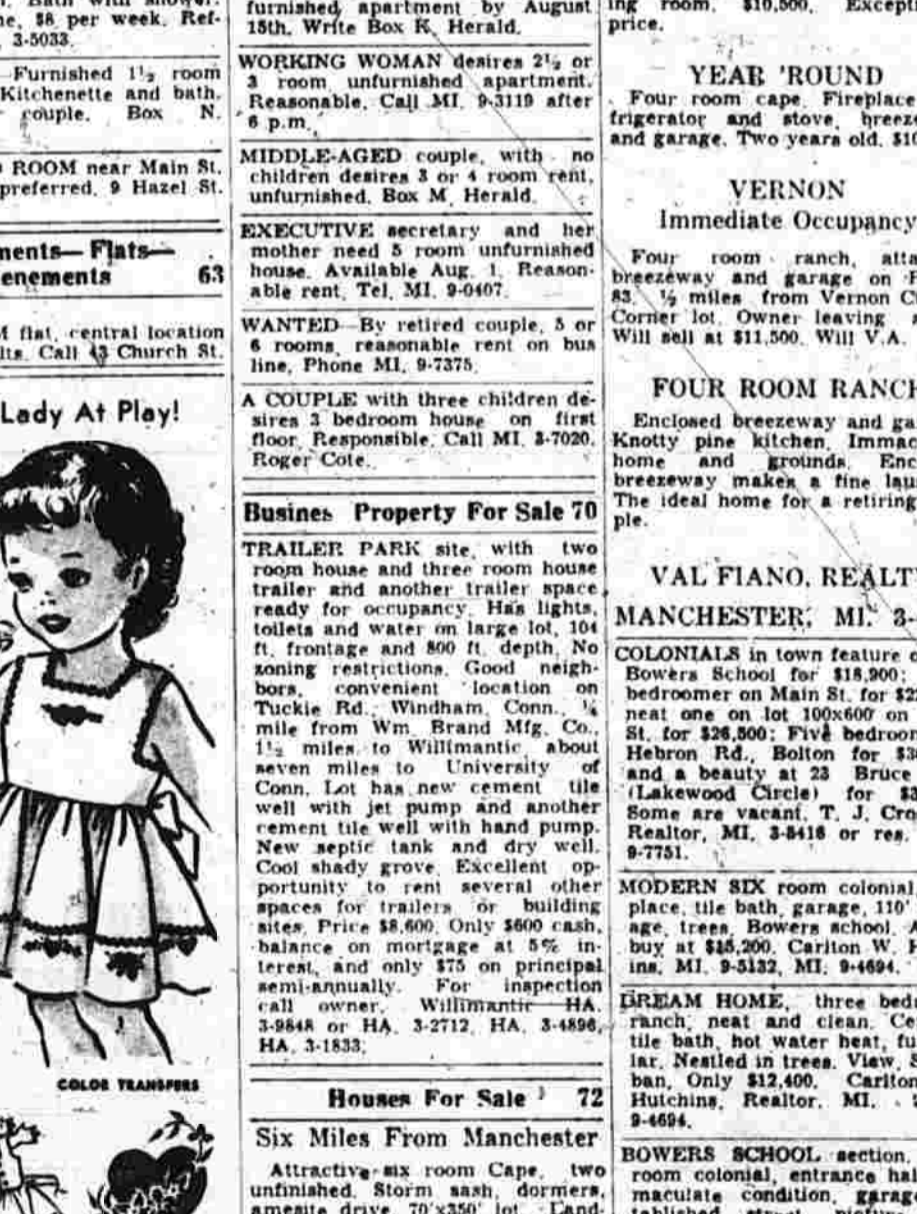 e, $8 per week. Ref-
3-5033.
Furnished 1½ room
Kitchenette and bath.
couple. Box N.
ROOM near Main St.
preferred. 9 Hazel St.
ments—Flats—
enements 63
flat, central location
lts. Call 43 Church St.
Lady At Play!
COLOR TRANSFERS
furnished apartment by August
15th. Write Box K, Herald.
WORKING WOMAN desires 2½ or
3 room unfurnished apartment.
Reasonable. Call MI. 9-3119 after
6 p.m.
MIDDLE-AGED couple, with no
children desires 3 or 4 room rent,
unfurnished. Box M, Herald.
EXECUTIVE secretary and her
mother need 5 room unfurnished
house. Available Aug. 1. Reason-
able rent. Tel. MI. 9-0407.
WANTED—By retired couple, 5 or
6 rooms, reasonable rent on bus
line, Phone MI. 9-7375.
A COUPLE with three children de-
sires 3 bedroom house on first
floor. Responsible. Call MI. 3-7020.
Roger Cote.
Busines Property For Sale 70
TRAILER PARK site, with two
room house and three room house
trailer and another trailer space
ready for occupancy. Has lights,
toilets and water on large lot, 104
ft. frontage and 800 ft. depth. No
zoning restrictions. Good neigh-
bors, convenient location on
Tuckie Rd., Windham, Conn., ¼
mile from Wm. Brand Mfg. Co.,
1½ miles to Willimantic, about
seven miles to University of
Conn. Lot has new cement tile
well with jet pump and another
cement tile well with hand pump.
New septic tank and dry well.
Cool shady grove. Excellent op-
portunity to rent several other
spaces for trailers or building
sites. Price $8,600. Only $600 cash,
balance on mortgage at 5% in-
terest, and only $75 on principal
semi-annually. For inspection
call owner. Willimantic HA.
3-9848 or HA. 3-2712, HA. 3-4896,
HA. 3-1833.
Houses For Sale 72
Six Miles From Manchester
Attractive six room Cape, two
unfinished. Storm sash, dormers,
amesite drive, 70'x350' lot. Land-
ing room. $10,500. Excepti
price.
YEAR 'ROUND
Four room cape. Fireplace
frigerator and stove, breeze
and garage. Two years old. $10
VERNON
Immediate Occupancy
Four room ranch, atta
breezeway and garage on
83. ½ miles from Vernon C
Corner lot. Owner leaving
Will sell at $11,500. Will V.A.
FOUR ROOM RANCH
Enclosed breezeway and ga
Knotty pine kitchen. Immac
home and grounds. Enc
breezeway makes a fine lau
The ideal home for a retiring
ple.
VAL FIANO, REALT
MANCHESTER, MI. 3-
COLONIALS in town feature
Bowers School for $18,900;
bedroomer on Main St. for $2
neat one on lot 100x600 on
St. for $26,500; Five bedroom
Hebron Rd., Bolton for $3
and a beauty at 23 Bruce
(Lakewood Circle) for $3
Some are vacant. T. J. Cro
Realtor, MI. 3-8416 or res.
9-7751.
MODERN SIX room colonial
place, tile bath, garage, 110'
age, trees, Bowers school. A
buy at $15,200. Carlton W. H
ins. MI. 9-5132, MI. 9-4694.
DREAM HOME, three bed
ranch, neat and clean. Ce
tile bath, hot water heat, fu
lar. Nestled in trees. View.
ban. Only $12,400. Carlton
Hutchins, Realtor. MI.
9-4694.
BOWERS SCHOOL section.
room colonial, entrance hal
maculate condition, garage